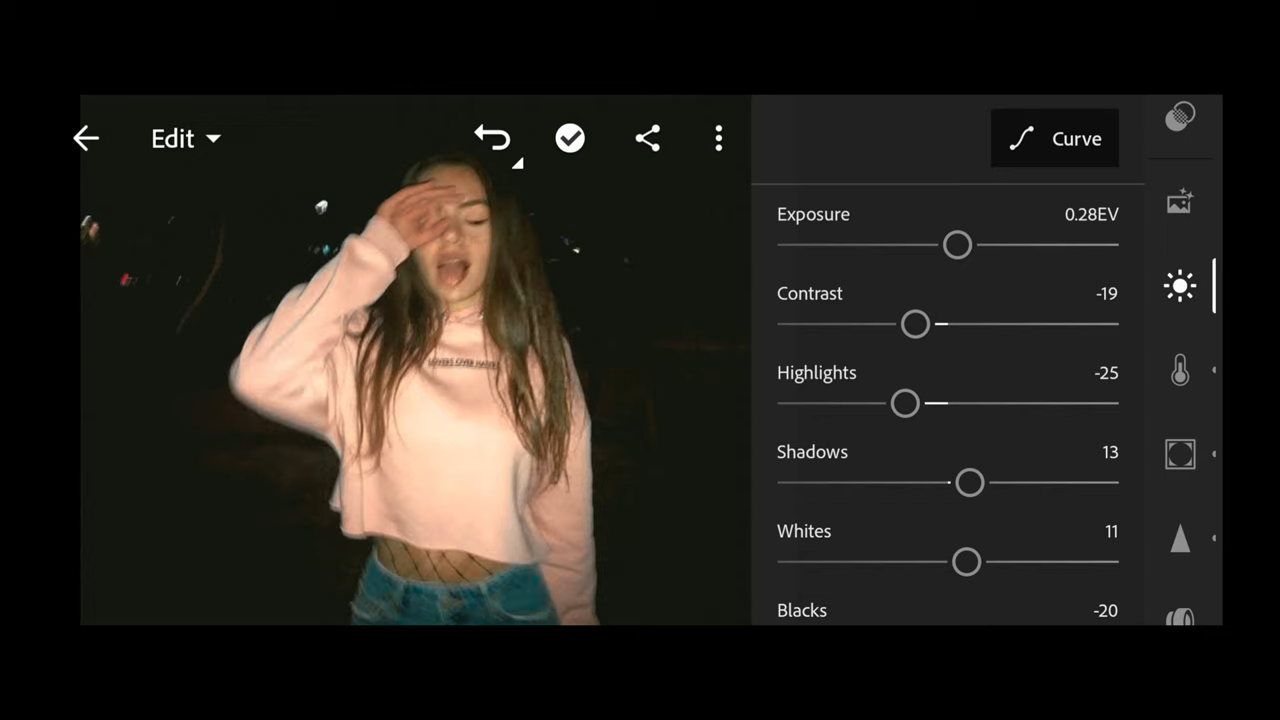 Edit
Curve
Exposure 0.28EV
Contrast -19
Highlights -25
Shadows 13
Whites 11
Blacks -20